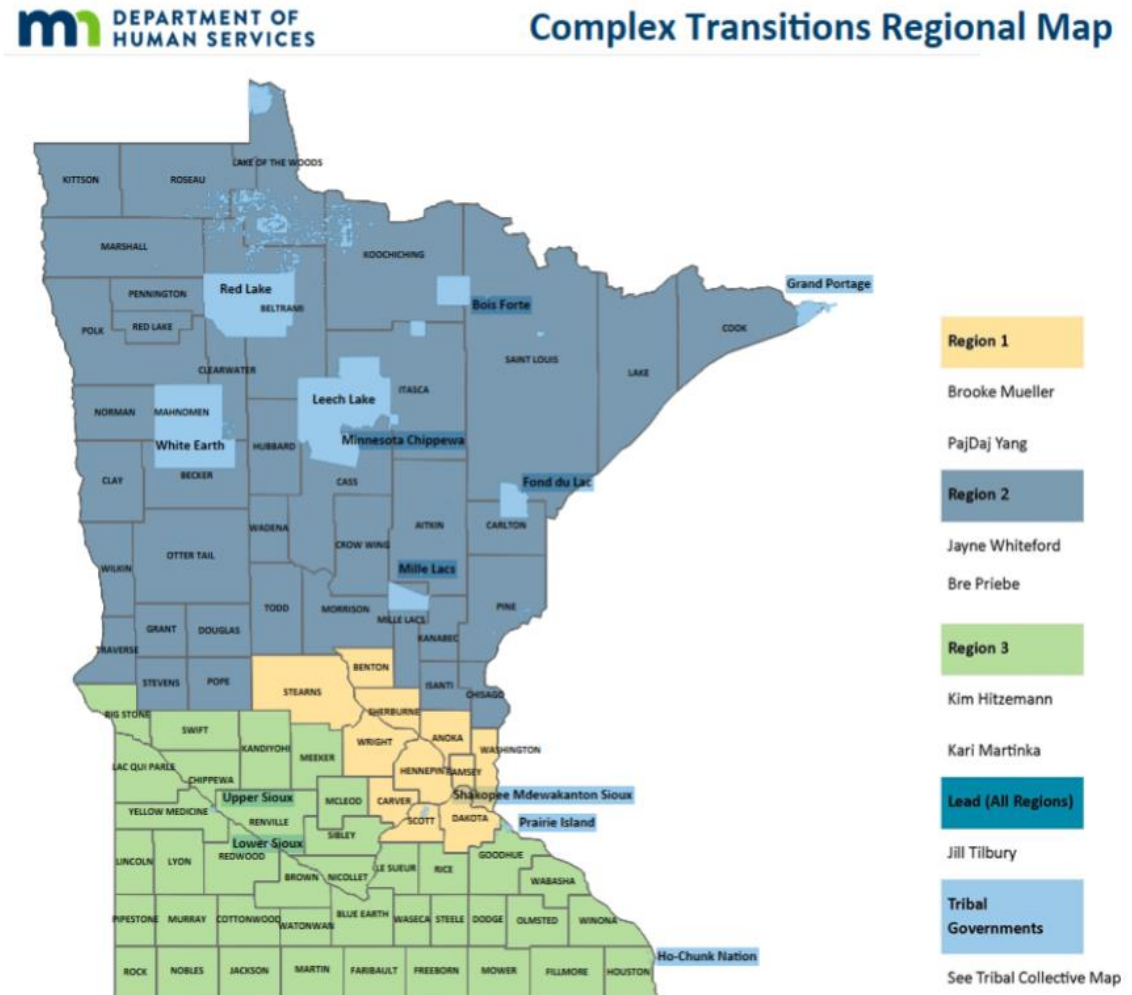 mn DEPARTMENT OF
HUMAN SERVICES
Complex Transitions Regional Map
LAKE OF THE WOODS
KITTSON
ROSEAU
MARSHALL
KOOCHICHING
Grand Portage
Red Lake
PENNINGTON
BELTRAMI
Bois Forte
RED LAKE
POLK
COOK
SAINT LOUIS
CLEARWATER
LAKE
ITASCA
Leech Lake
NORMAN
MAHNOMEN
Minnesota Chippewa
White Earth
HUBBARD
BECKER
CLAY
CASS
Fond du Lac
WADENA
AITKIN
CARLTON
CROW WING
OTTER TAIL
WILKIN
Mille Lacs
TODD
MORRISON
PINE
MILLE LACS
GRANT
DOUGLAS
KANABEC
TRAVERSE
BENTON
STEVENS
POPE
ISANTI
STEARNS
CHISAGO
BIG STONE
SHERBURNE
SWIFT
ANOKA
WRIGHT
KANDIYOHI
WASHINGTON
MEEKER
LAC QUI PARLE
HENNEPIN
RAMSEY
CHIPPEWA
Upper Sioux
MCLEOD
CARVER
Shakopee Mdewakanton Sioux
YELLOW MEDICINE
RENVILLE
SCOTT
DAKOTA
Prairie Island
SIBLEY
Lower Sioux
LINCOLN
LYON
REDWOOD
GOODHUE
LE SUEUR
RICE
BROWN
NICOLLET
WABASHA
PIPESTONE
MURRAY
COTTONWOOD
WATONWAN
BLUE EARTH
WASECA
STEELE
DODGE
OLMSTED
WINONA
Ho-Chunk Nation
ROCK
NOBLES
JACKSON
MARTIN
FARIBAULT
FREEBORN
MOWER
FILLMORE
HOUSTON
Region 1
Brooke Mueller
PajDaj Yang
Region 2
Jayne Whiteford
Bre Priebe
Region 3
Kim Hitzemann
Kari Martinka
Lead (All Regions)
Jill Tilbury
Tribal
Governments
See Tribal Collective Map